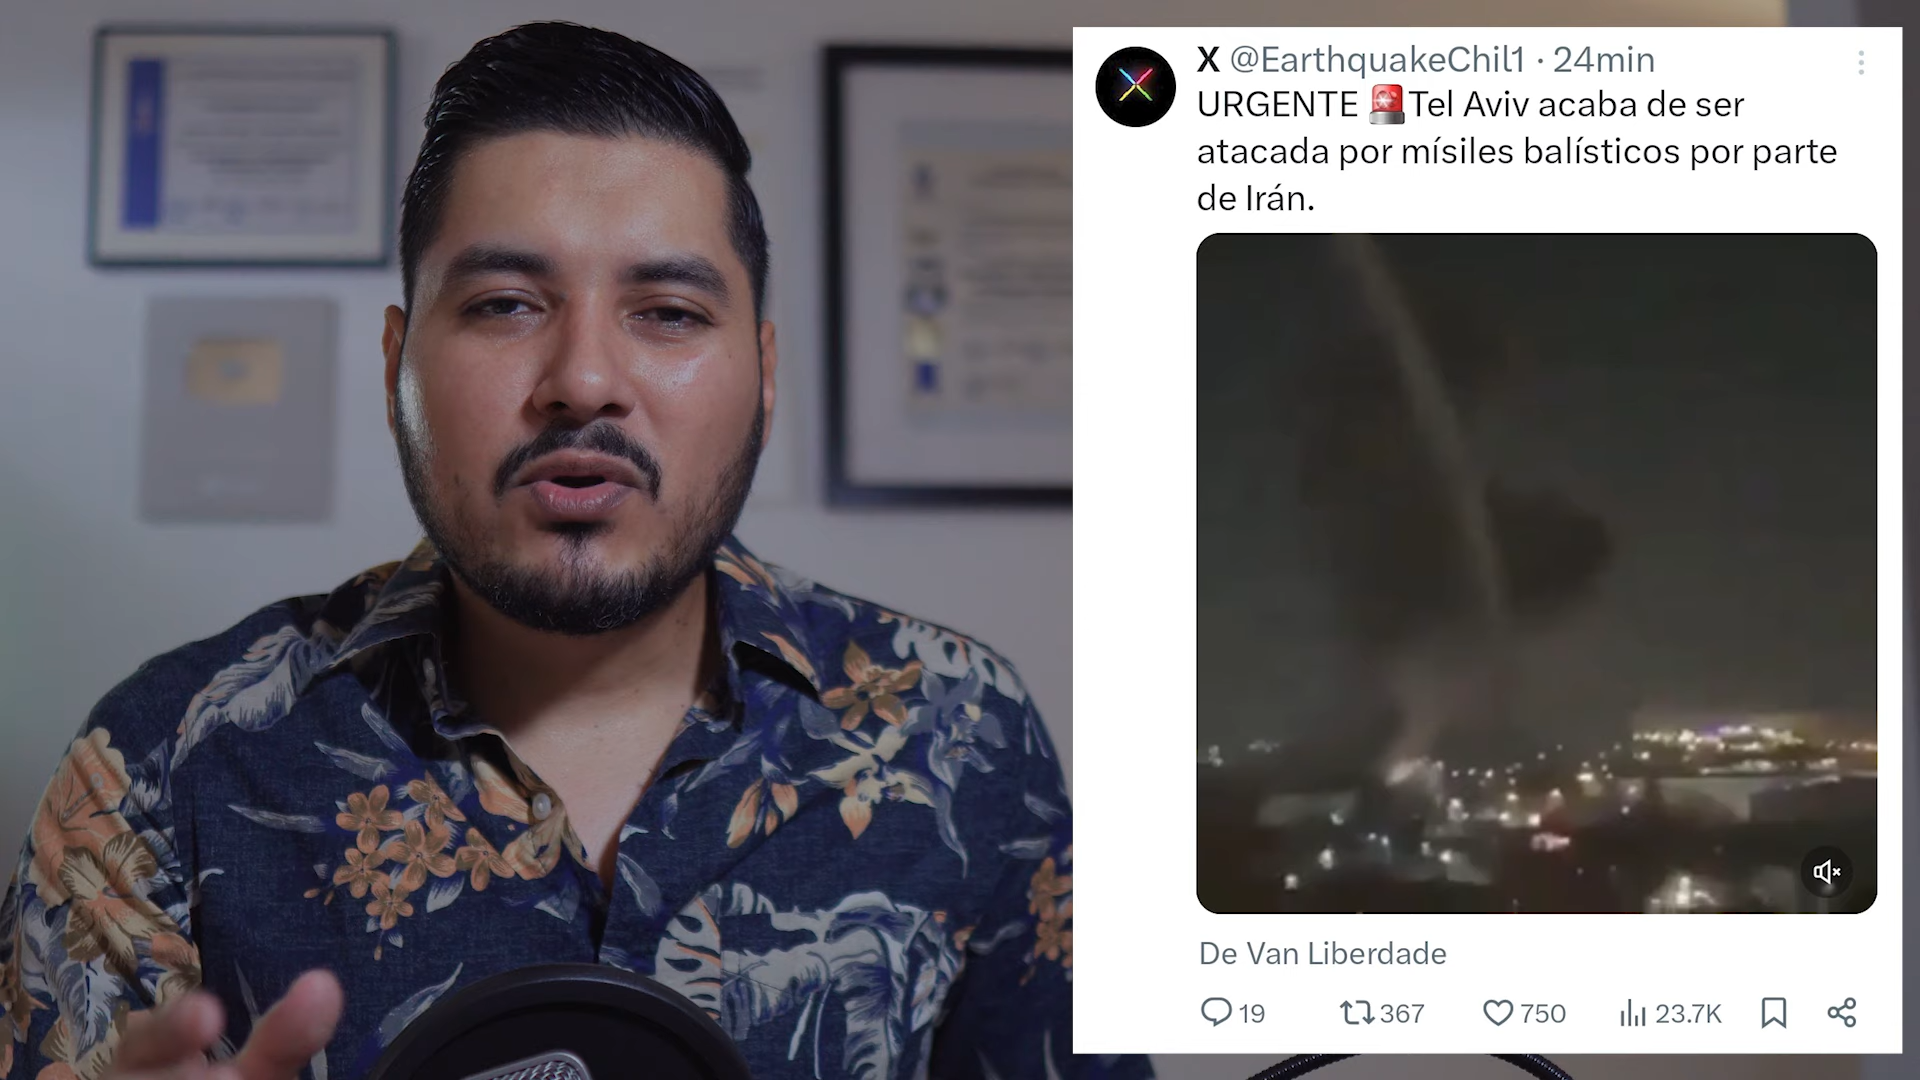 X @EarthquakeChil1 · 24min
URGENTE 🚨Tel Aviv acaba de ser
atacada por mísiles balísticos por parte
de Irán.
De Van Liberdade
19 367 750 23.7K